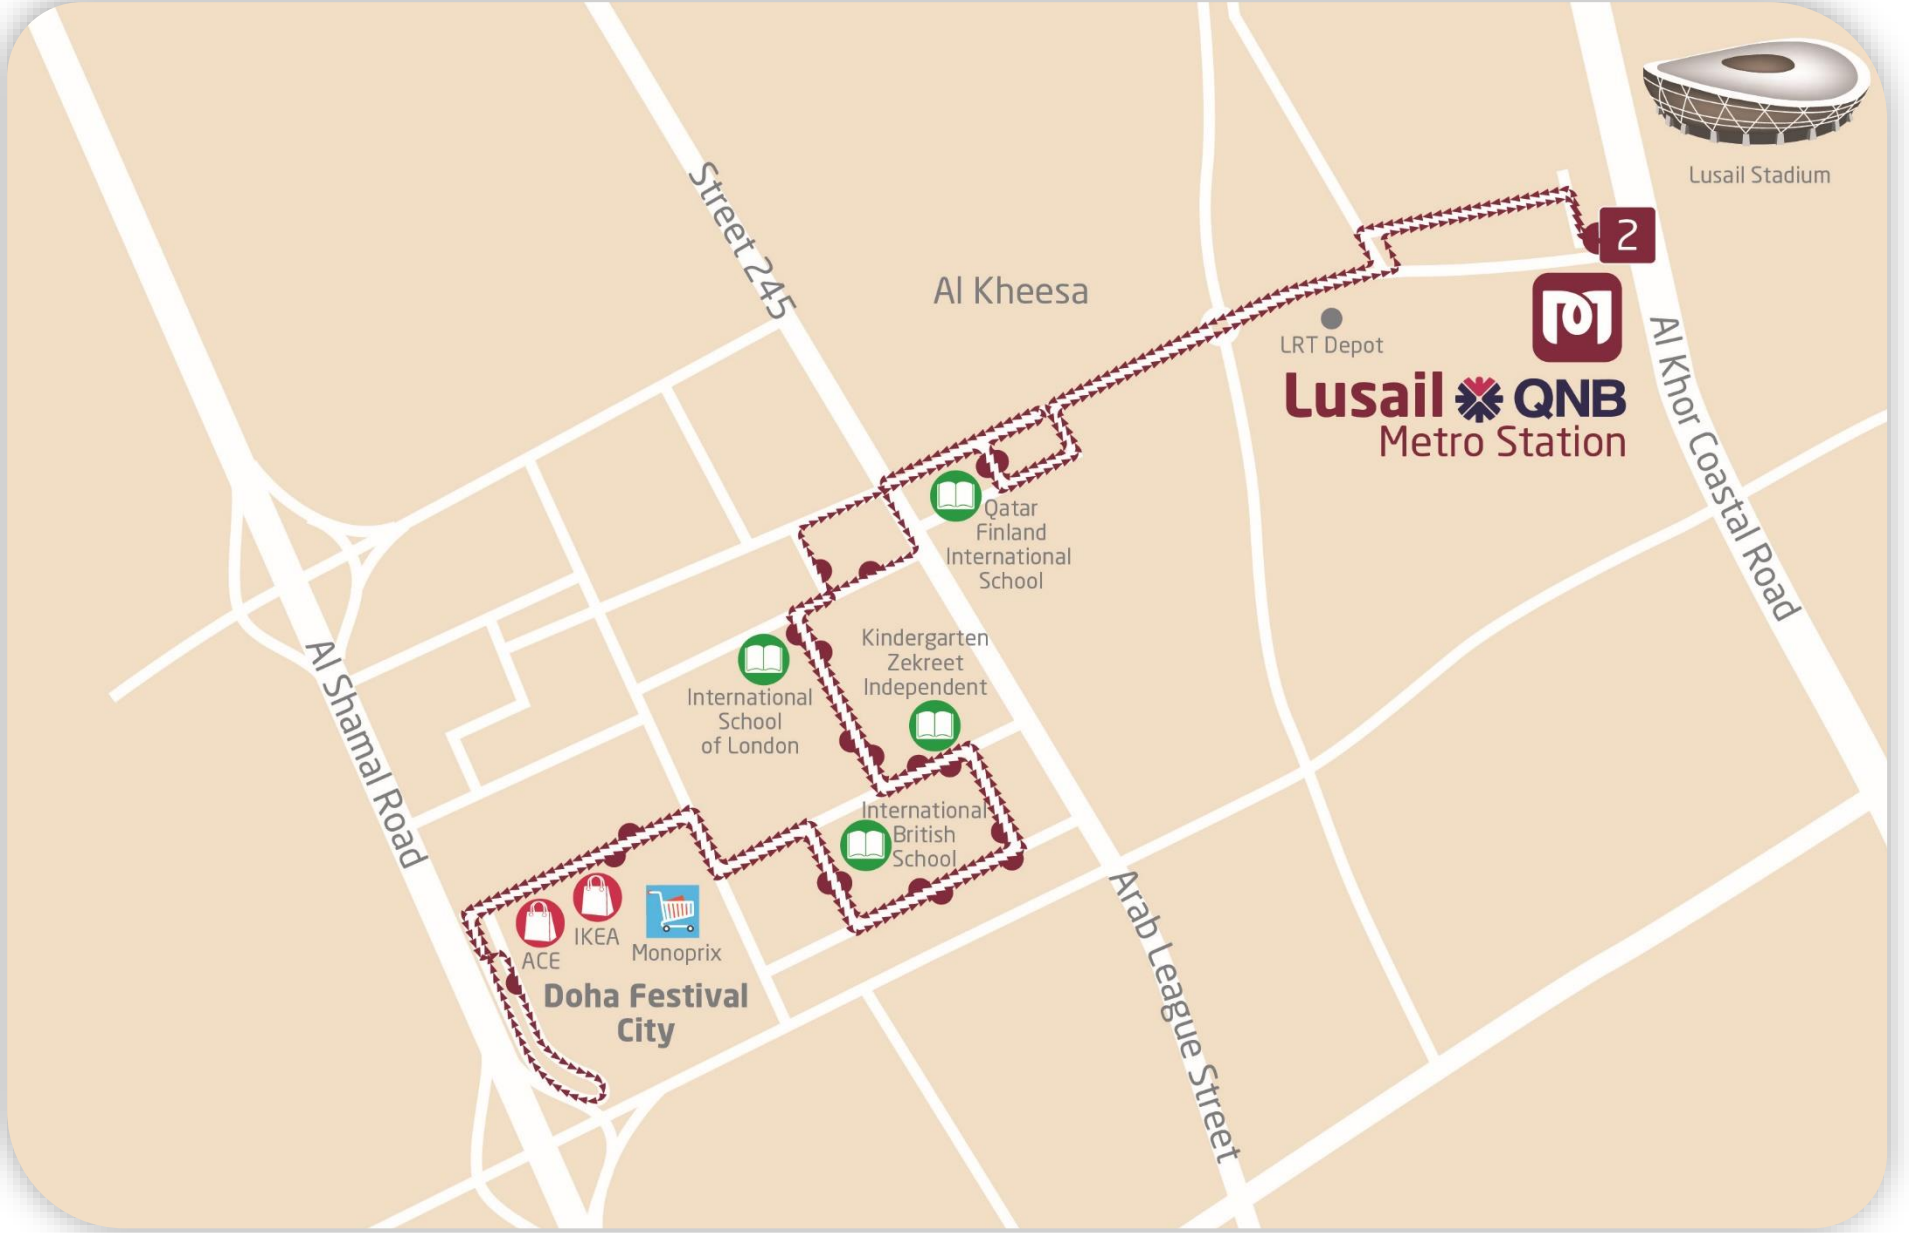 Lusail Stadium
Street 245
2
Al Kheesa
LRT Depot
Al Khor Coastal Road
Lusail QNB
Metro Station
Qatar
Finland
International
School
Kindergarten
Zekreet
Independent
International
School
of London
Al Shamal Road
International
British
School
Arab League Street
IKEA
ACE
Monoprix
Doha Festival
City